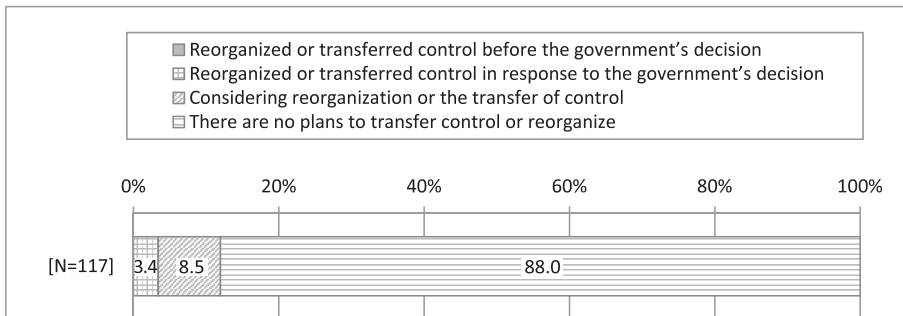 Reorganized or transferred control before the government’s decision
Reorganized or transferred control in response to the government’s decision
Considering reorganization or the transfer of control
There are no plans to transfer control or reorganize
0% 20% 40% 60% 80% 100%
[N=117] 3.4 8.5 88.0